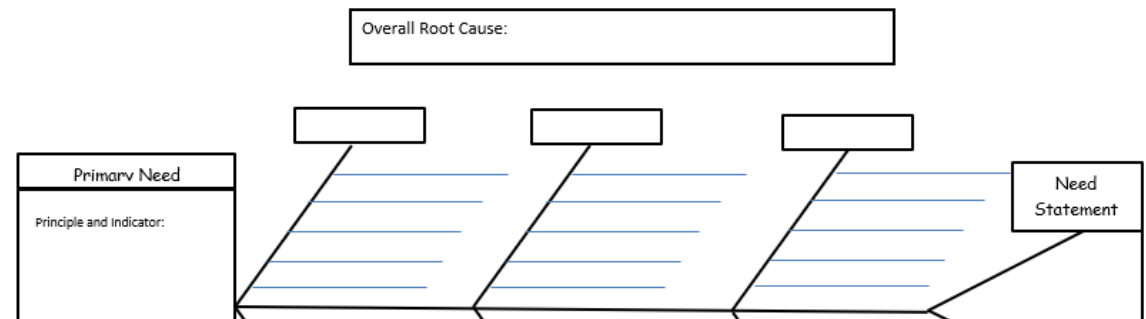 Overall Root Cause:
Primary Need
Need
Statement
Principle and Indicator: